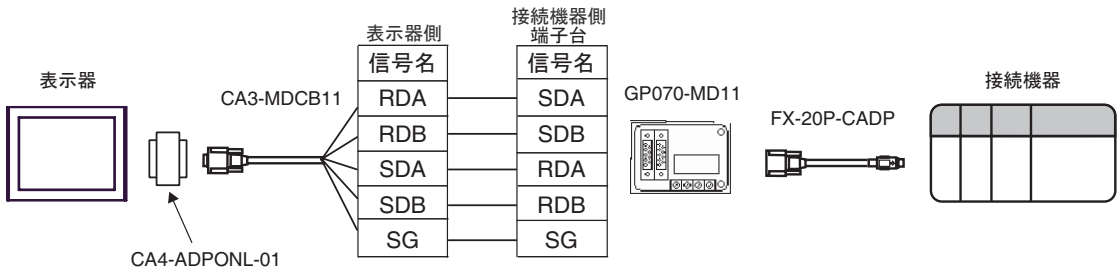 表示器
CA4-ADPONL-01
CA3-MDCB11
表示器側
信号名
RDA
RDB
SDA
SDB
SG
接続機器側
端子台
信号名
SDA
SDB
RDA
RDB
SG
GP070-MD11
FX-20P-CADP
接続機器